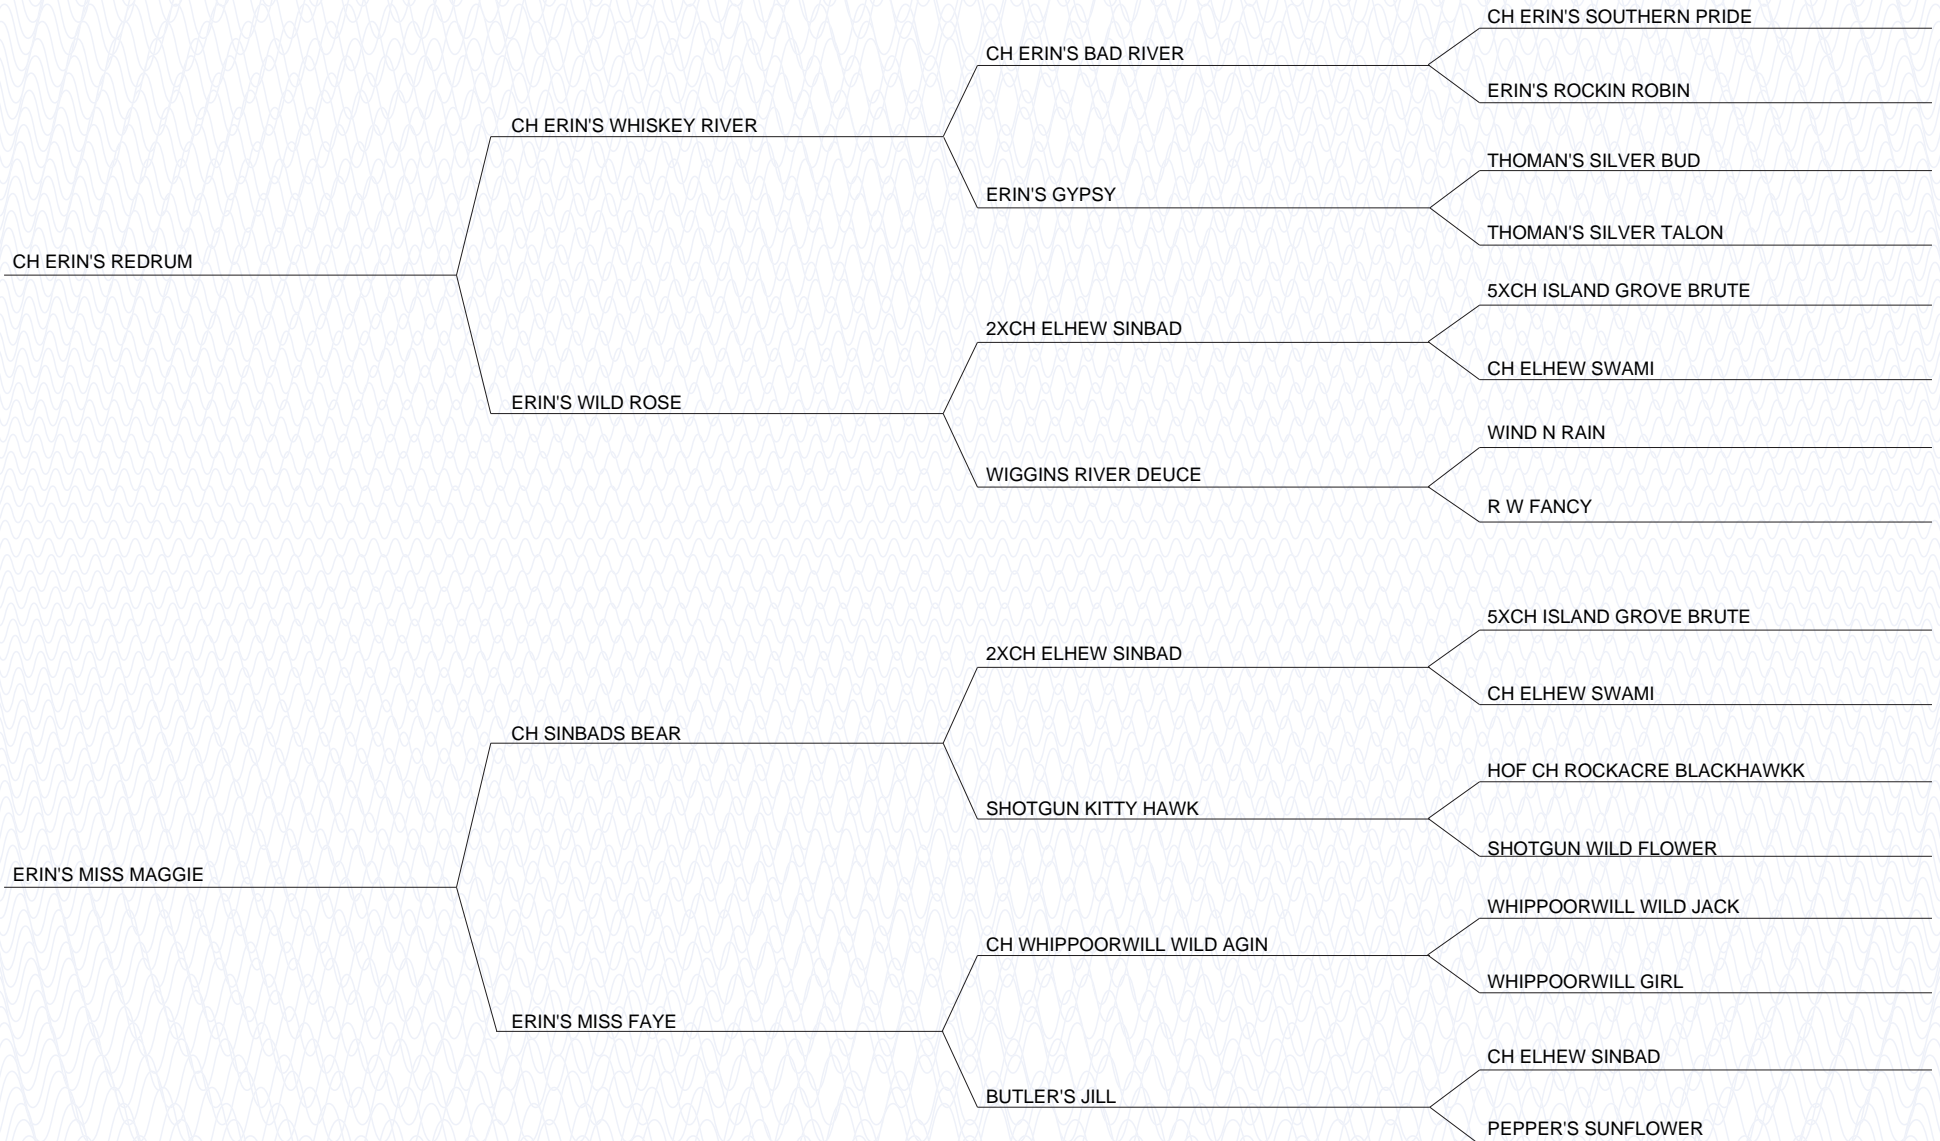 CH ERIN'S SOUTHERN PRIDE
CH ERIN'S BAD RIVER
ERIN'S ROCKIN ROBIN
CH ERIN'S WHISKEY RIVER
THOMAN'S SILVER BUD
ERIN'S GYPSY
THOMAN'S SILVER TALON
CH ERIN'S REDRUM
5XCH ISLAND GROVE BRUTE
2XCH ELHEW SINBAD
CH ELHEW SWAMI
ERIN'S WILD ROSE
WIND N RAIN
WIGGINS RIVER DEUCE
R W FANCY
5XCH ISLAND GROVE BRUTE
2XCH ELHEW SINBAD
CH ELHEW SWAMI
CH SINBADS BEAR
HOF CH ROCKACRE BLACKHAWKK
SHOTGUN KITTY HAWK
SHOTGUN WILD FLOWER
ERIN'S MISS MAGGIE
WHIPPOORWILL WILD JACK
CH WHIPPOORWILL WILD AGIN
WHIPPOORWILL GIRL
ERIN'S MISS FAYE
CH ELHEW SINBAD
BUTLER'S JILL
PEPPER'S SUNFLOWER